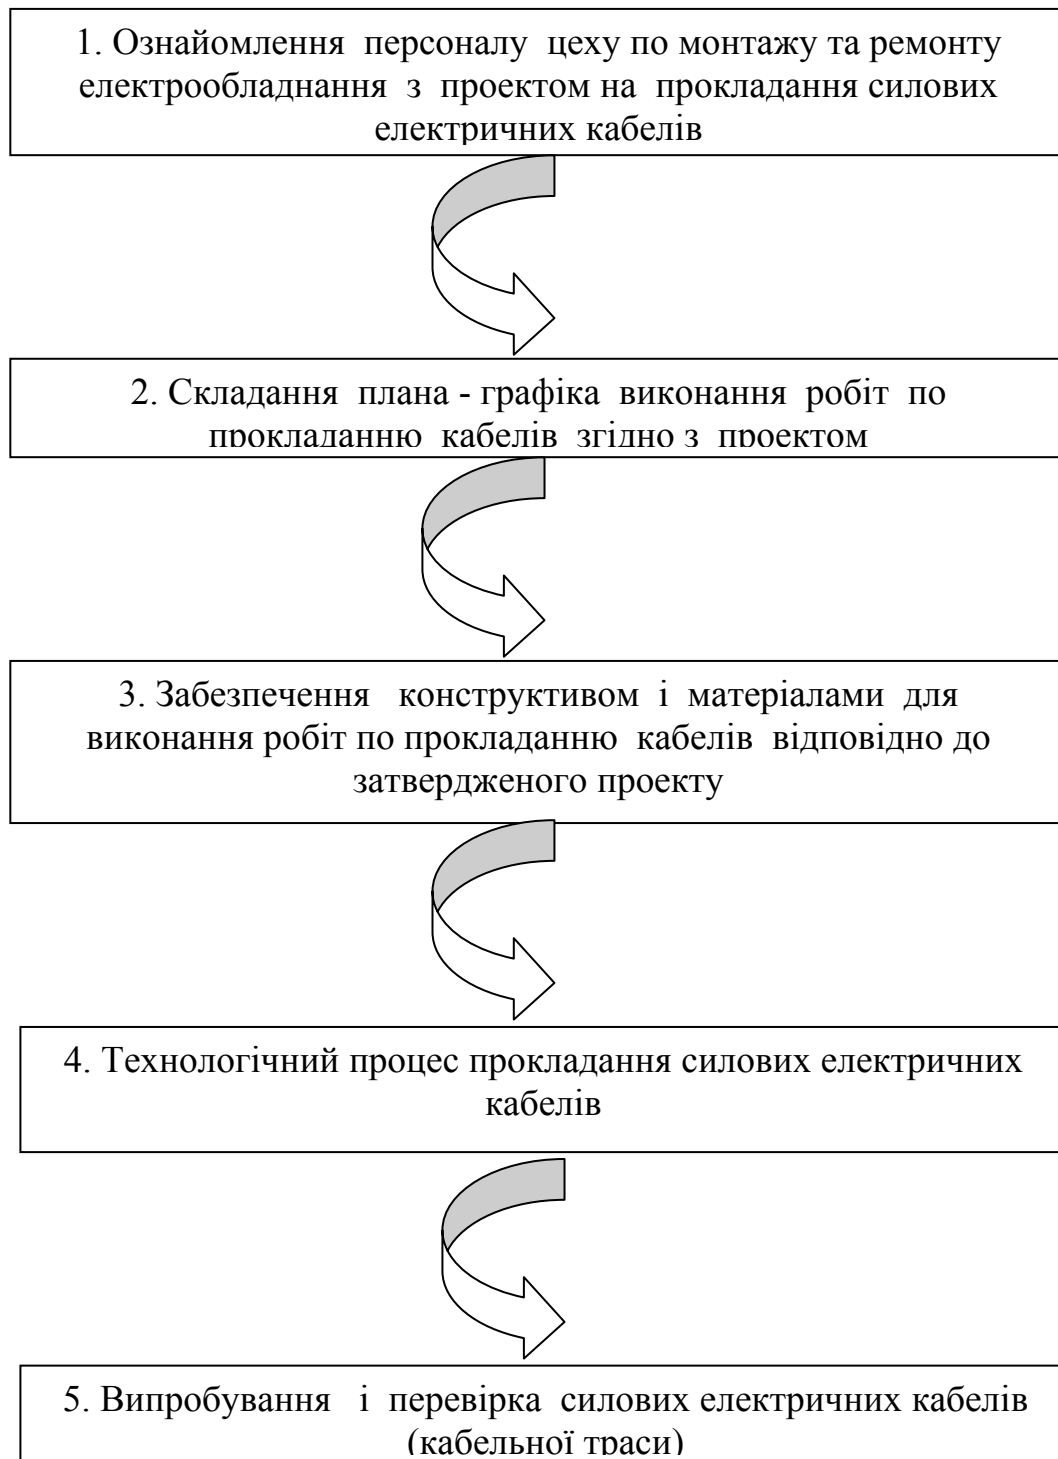 1. Ознайомлення персоналу цеху по монтажу та ремонту
електрообладнання з проектом на прокладання силових
електричних кабелів
2. Складання плана - графіка виконання робіт по
прокладанню кабелів згідно з проектом
3. Забезпечення конструктивом і матеріалами для
виконання робіт по прокладанню кабелів відповідно до
затвердженого проекту
4. Технологічний процес прокладання силових електричних
кабелів
5. Випробування і перевірка силових електричних кабелів
(кабельної траси)